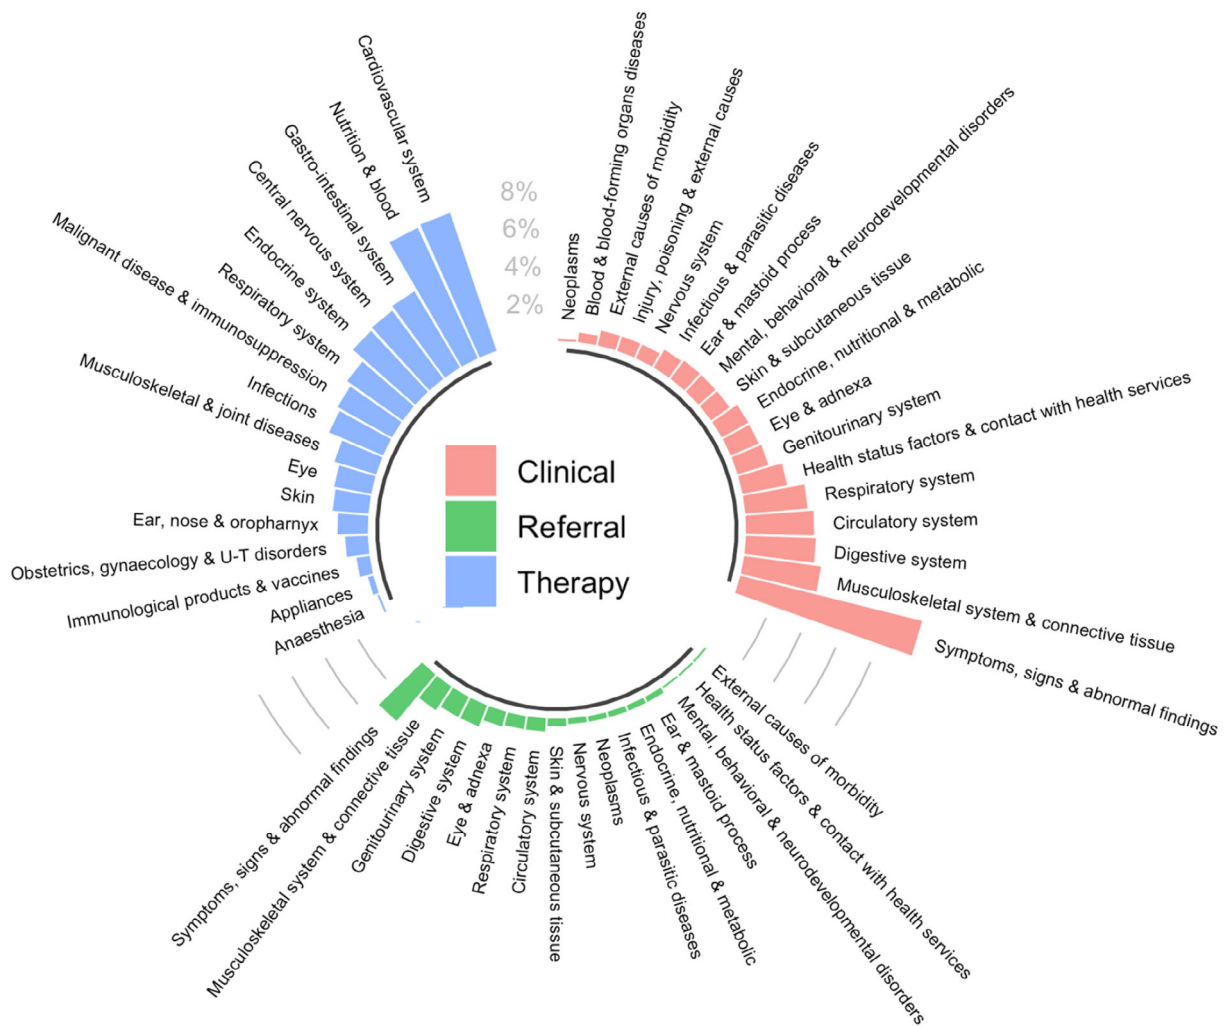 Cardiovascular system
Nutrition & blood
Gastro-intestinal system
Central nervous system
Endocrine system
Respiratory system
Malignant disease & immunosuppression
Infections
Musculoskeletal & joint diseases
Eye
Skin
Ear, nose & oropharnyx
Obstetrics, gynaecology & U-T disorders
Immunological products & vaccines
Appliances
Anaesthesia
8%
6%
4%
2%
Neoplasms
Blood & blood-forming organs diseases
External causes of morbidity
Injury, poisoning & external causes
Nervous system
Infectious & parasitic diseases
Ear & mastoid process
Mental, behavioral & neurodevelopmental disorders
Skin & subcutaneous tissue
Endocrine, nutritional & metabolic
Eye & adnexa
Genitourinary system
Health status factors & contact with health services
Respiratory system
Circulatory system
Digestive system
Musculoskeletal system & connective tissue
Symptoms, signs & abnormal findings
Clinical
Referral
Therapy
External causes of morbidity
Health status factors & contact with health services
Mental, behavioral & neurodevelopmental disorders
Ear & mastoid process
Endocrine, nutritional & metabolic
Infectious & parasitic diseases
Neoplasms
Nervous system
Skin & subcutaneous tissue
Circulatory system
Respiratory system
Eye & adnexa
Digestive system
Genitourinary system
Musculoskeletal system & connective tissue
Symptoms, signs & abnormal findings